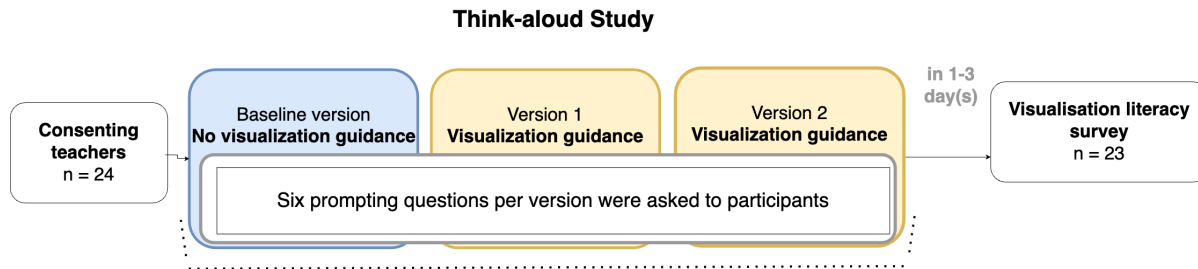 Think-aloud Study
Consenting
teachers
n = 24
Baseline version
No visualization guidance
Version 1
Visualization guidance
Version 2
Visualization guidance
Six prompting questions per version were asked to participants
in 1-3
day(s)
Visualisation literacy
survey
n = 23